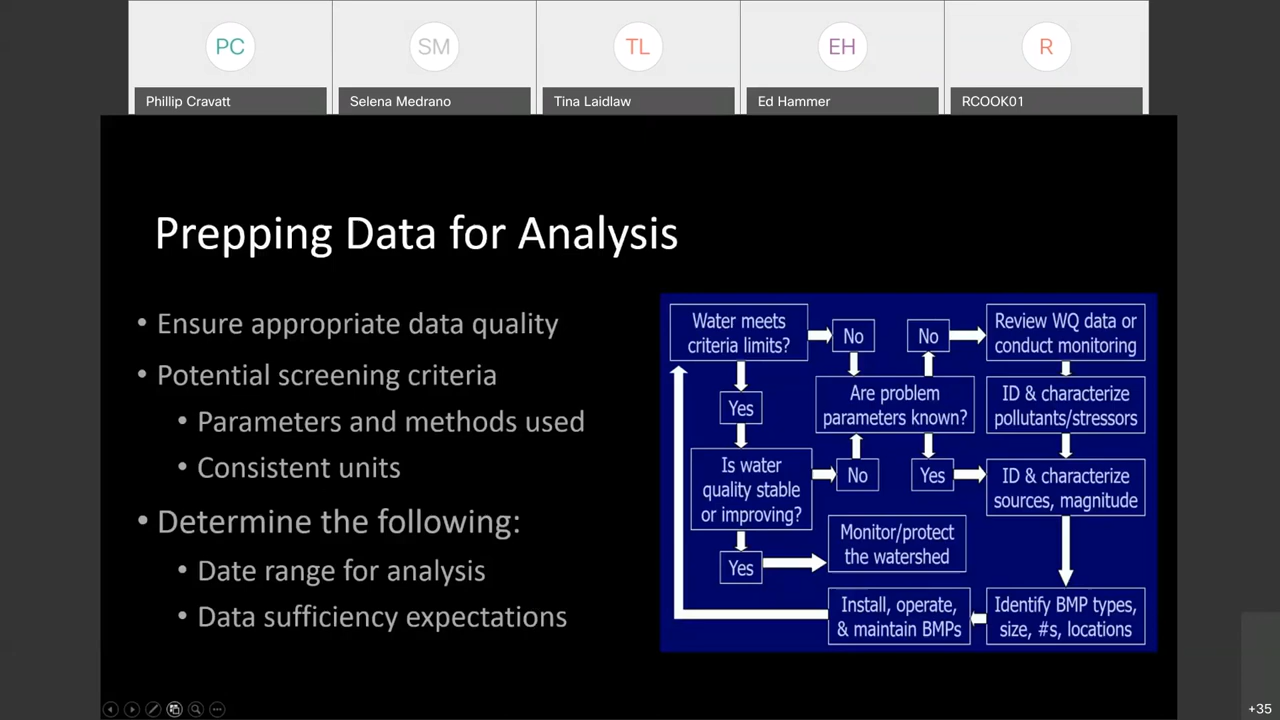 PC
SM
TL
EH
R
Phillip Cravatt
Selena Medrano
Tina Laidlaw
Ed Hammer
RCOOK01
Prepping Data for Analysis
• Ensure appropriate data quality
• Potential screening criteria
• Parameters and methods used
• Consistent units
• Determine the following:
• Date range for analysis
• Data sufficiency expectations
Water meets
criteria limits?
No
No
Review WQ data or
conduct monitoring
Yes
Are problem
parameters known?
ID & characterize
pollutants/stressors
Is water
quality stable
or improving?
No
Yes
ID & characterize
sources, magnitude
Yes
Monitor/protect
the watershed
Install, operate,
& maintain BMPs
Identify BMP types,
size, #s, locations
+35